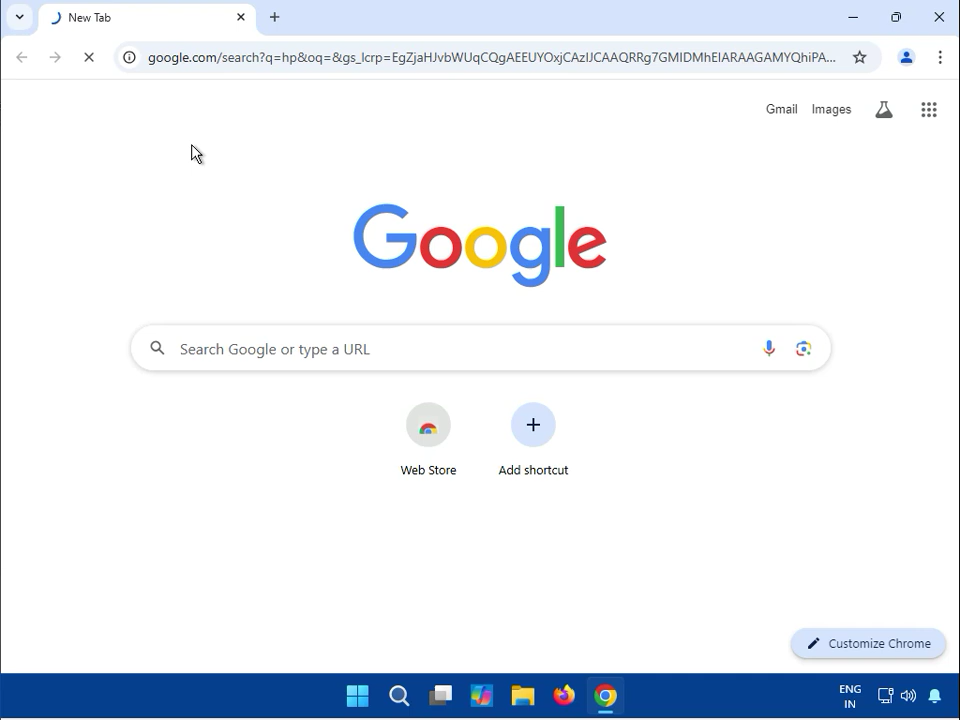 New Tab
google.com/search?q=hp&oq=&gs_lcrp=EgZjaHJvbWUqCQgAEEUYOxjCAzIJCAAQRRg7GMIDMhEIARAAGAMYQhiPA...
Gmail Images
Google
Search Google or type a URL
Web Store Add shortcut
Customize Chrome
ENG
IN